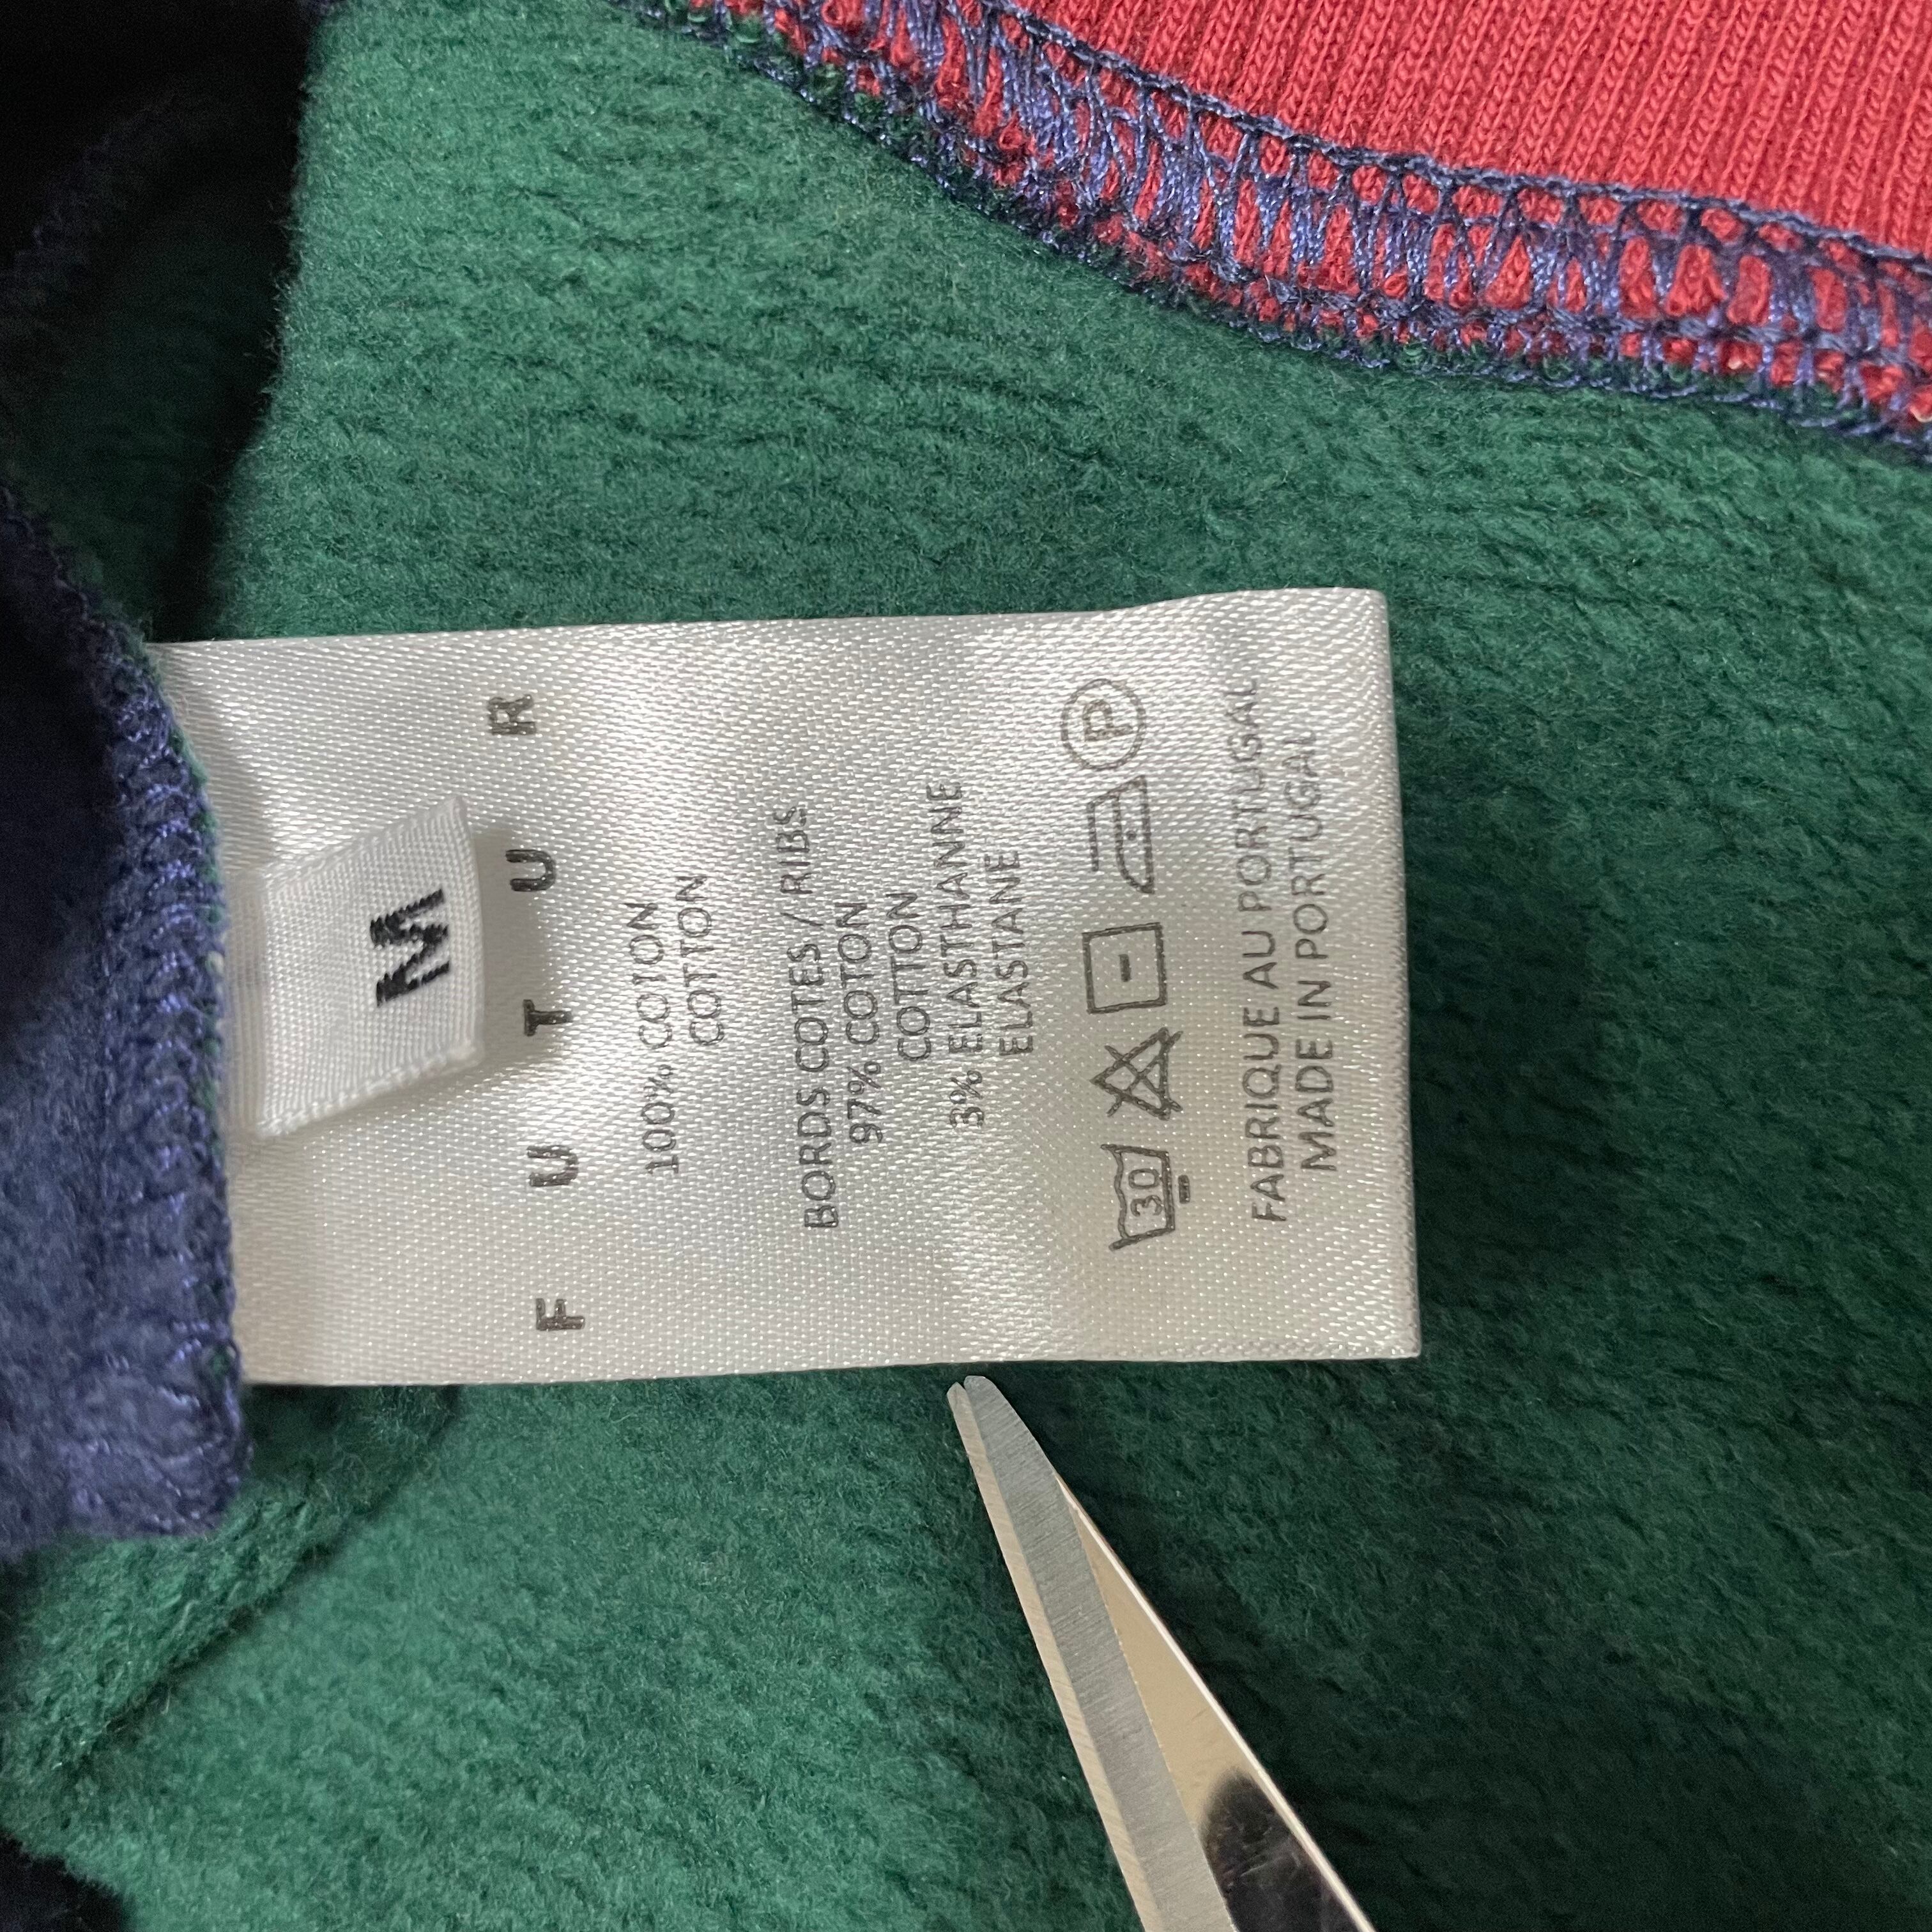 M
FUTUR
100% COTON
COTTON
BORDS COTES / RIBS
97% COTON
COTTON
3% ELASTHANNE
ELASTANE
30 P
FABRIQUE AU PORTUGAL
MADE IN PORTUGAL